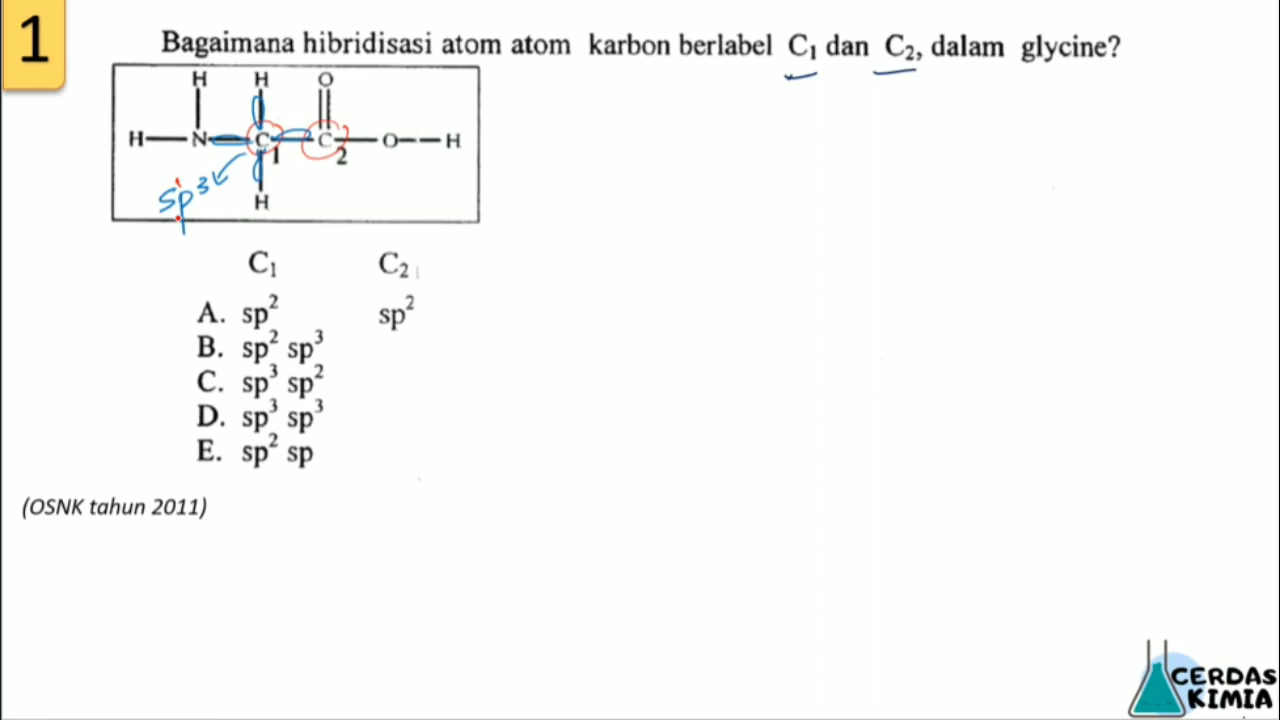 1
Bagaimana hibridisasi atom atom karbon berlabel C₁ dan C₂, dalam glycine?
H H O
H N C C O H
1 2
sp³
H
C₁ C₂
A. sp² sp²
B. sp² sp³
C. sp³ sp²
D. sp³ sp³
E. sp² sp
(OSNK tahun 2011)
CERDAS
KIMIA